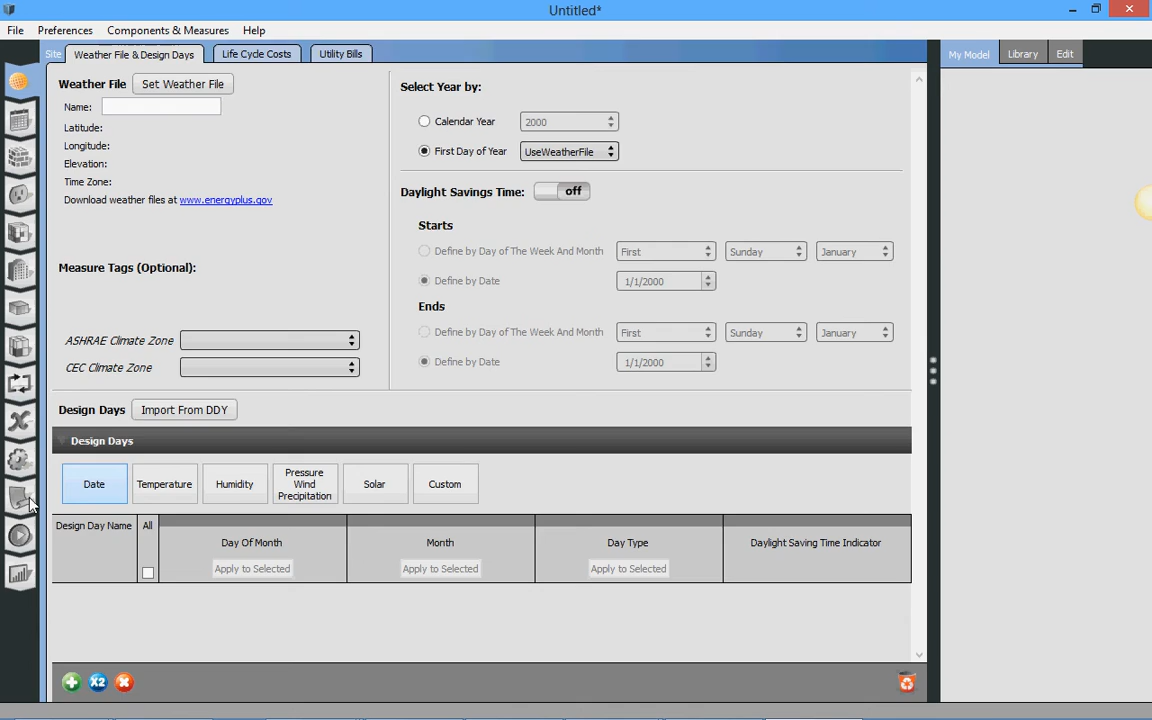 Untitled*
File Preferences Components & Measures Help
Site Weather File & Design Days Life Cycle Costs Utility Bills My Model Library Edit
Weather File Set Weather File
Name:
Latitude:
Longitude:
Elevation:
Time Zone:
Download weather files at www.energyplus.gov
Measure Tags (Optional):
ASHRAE Climate Zone
CEC Climate Zone
Select Year by:
Calendar Year 2000
First Day of Year UseWeatherFile
Daylight Savings Time: off
Starts
Define by Day of The Week And Month First Sunday January
Define by Date 1/1/2000
Ends
Define by Day of The Week And Month First Sunday January
Define by Date 1/1/2000
Design Days Import From DDY
Design Days
Date Temperature Humidity Pressure Wind Precipitation Solar Custom
Design Day Name All Day Of Month Month Day Type Daylight Saving Time Indicator
Apply to Selected Apply to Selected Apply to Selected
X2